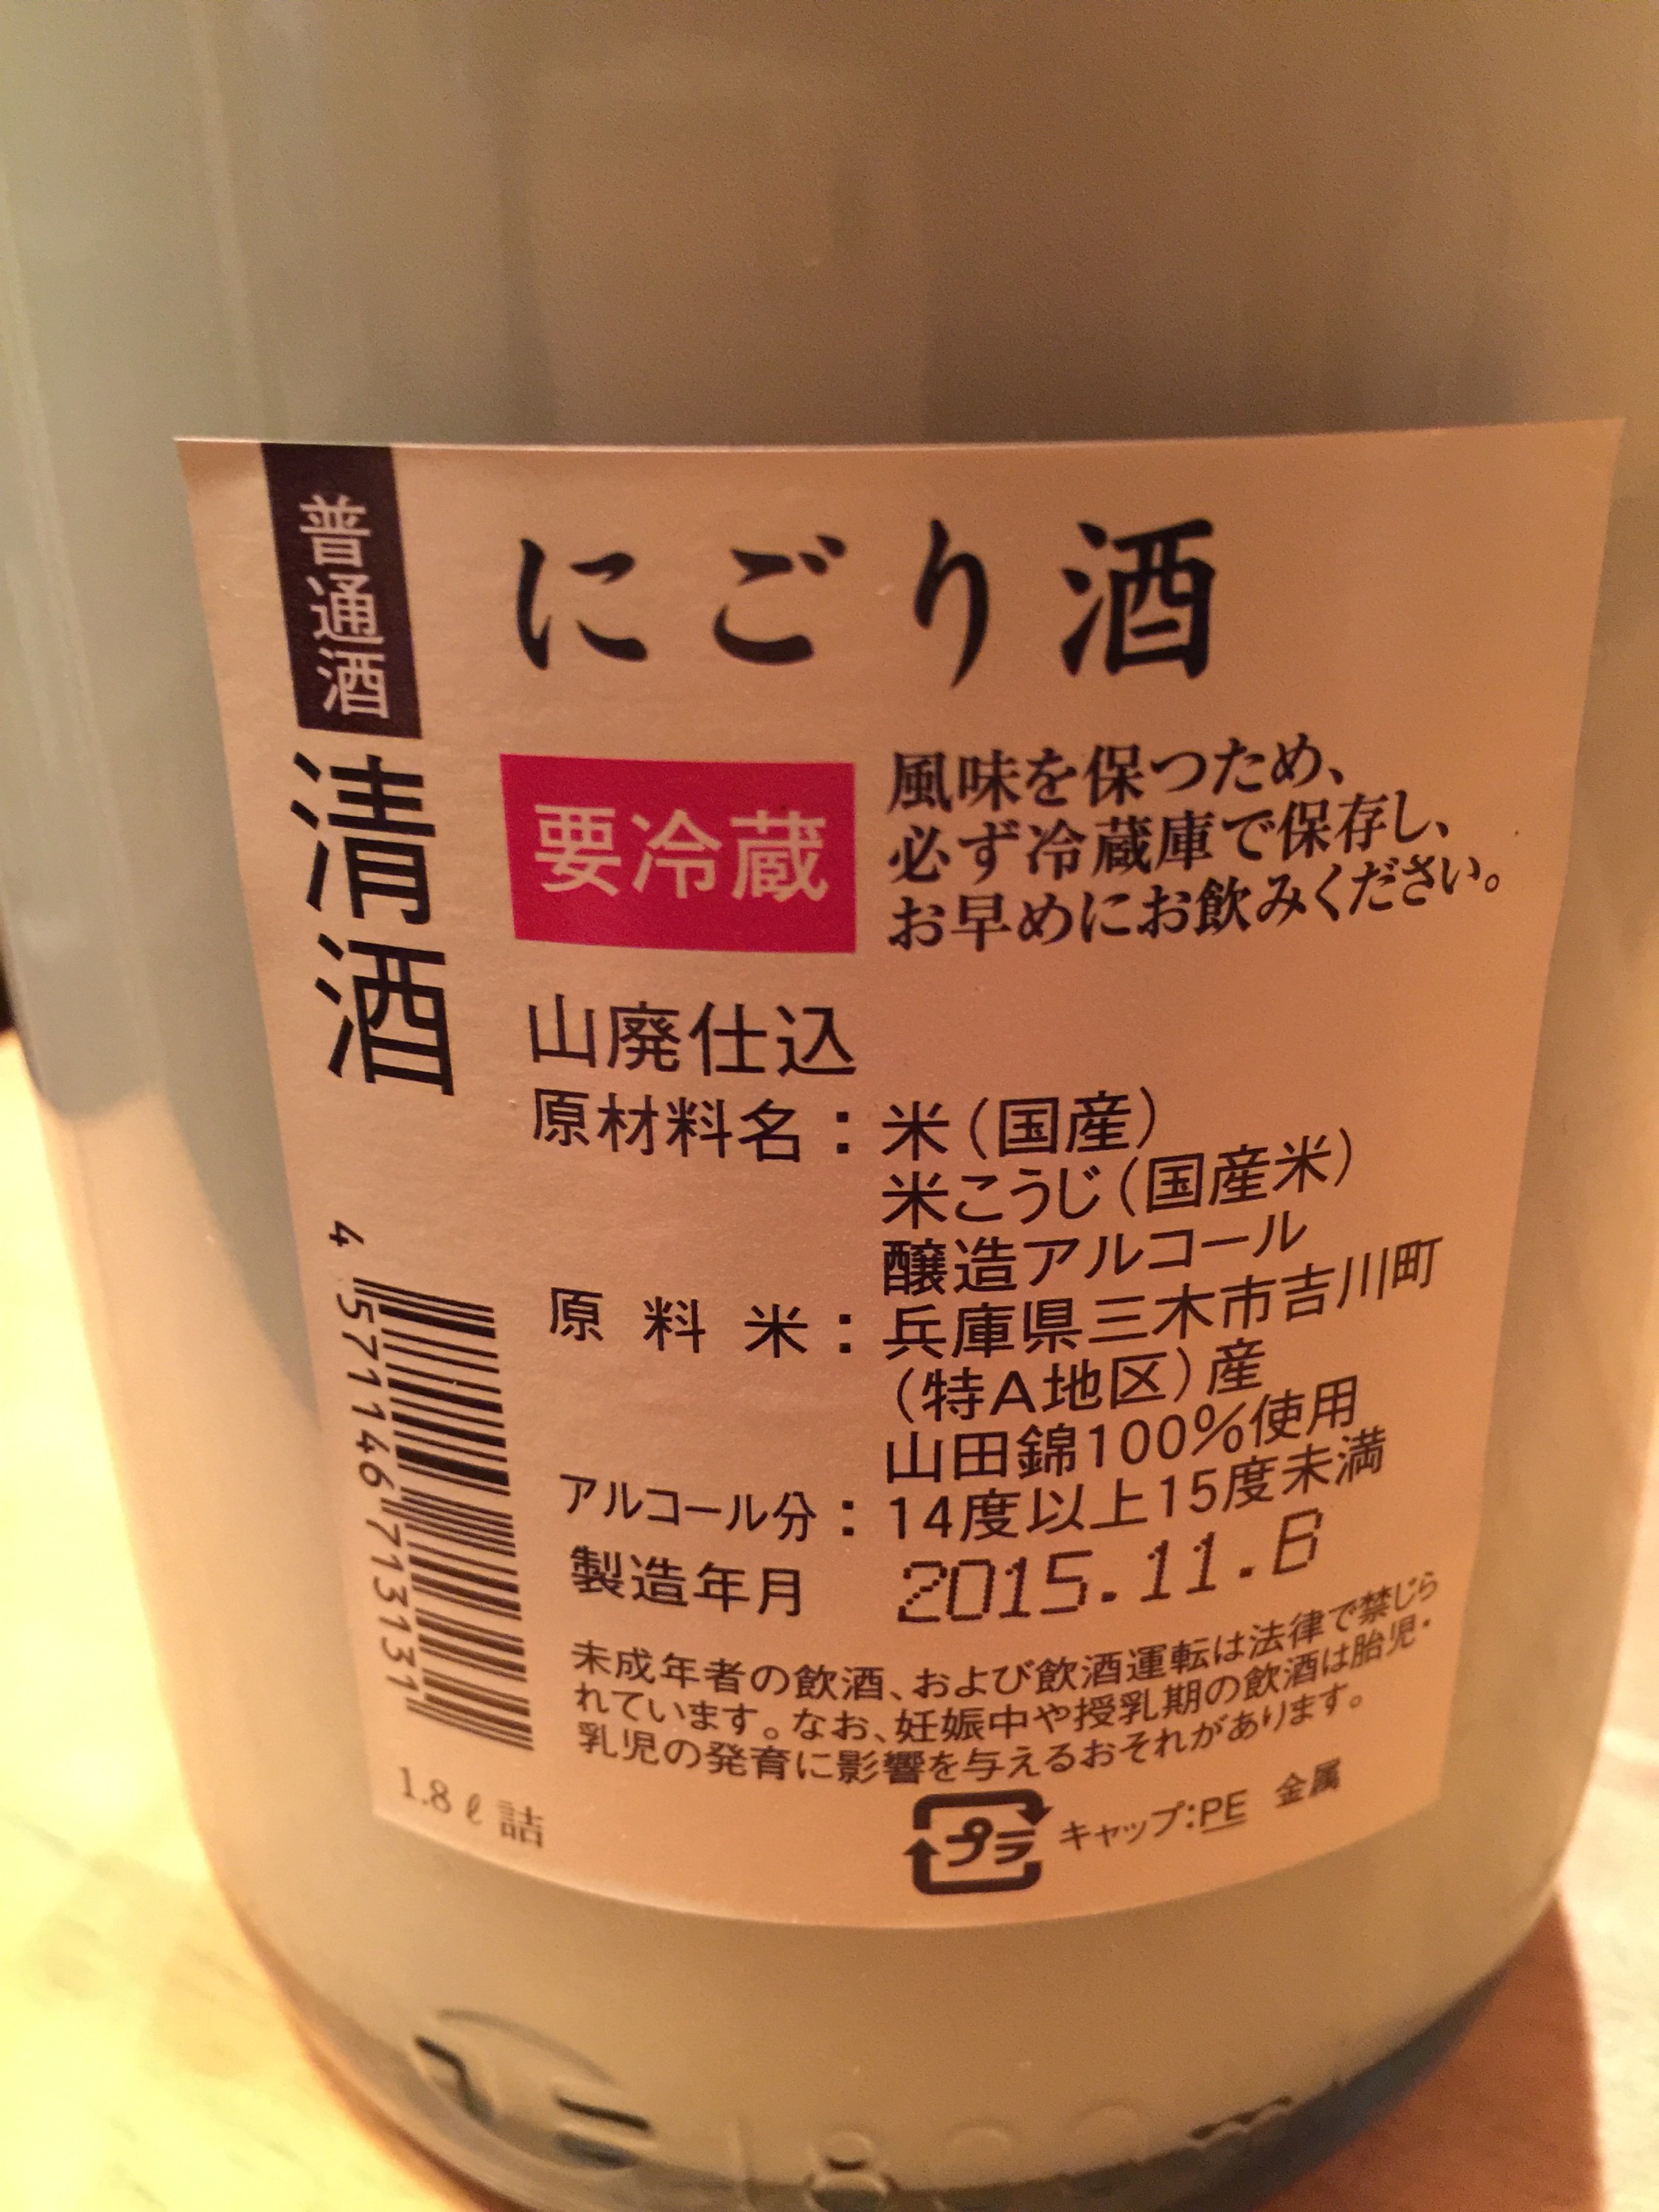 普通酒
清酒
にごり酒
要冷蔵
風味を保つため、
必ず冷蔵庫で保存し、
お早めにお飲みください。
山廃仕込
原材料名：米（国産）
米こうじ（国産米）
醸造アルコール
原料米：兵庫県三木市吉川町
（特A地区）産
山田錦100％使用
アルコール分：14度以上15度未満
製造年月 2015.11.B
未成年者の飲酒、および飲酒運転は法律で禁じら
れています。なお、妊娠中や授乳期の飲酒は胎児・
乳児の発育に影響を与えるおそれがあります。
4 571146 713131
1.8ℓ詰
プラ
キャップ：PE 金属